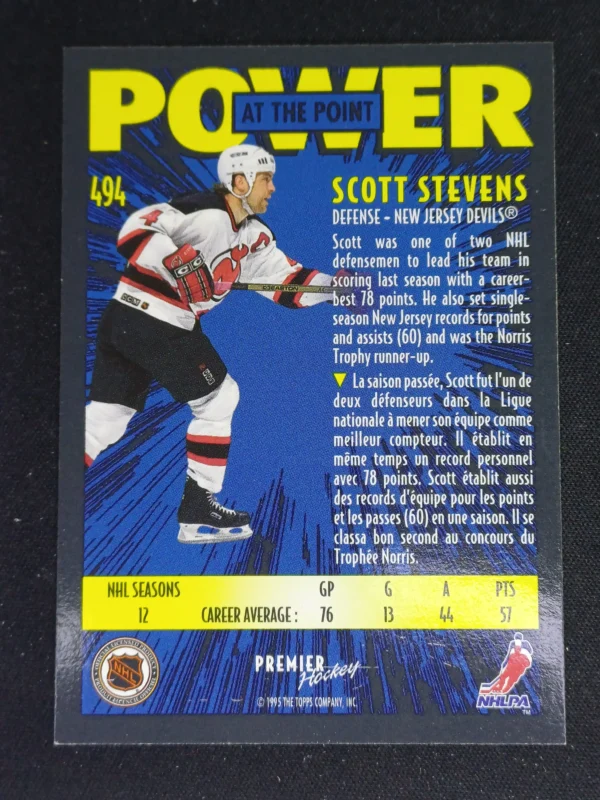 POWER
AT THE POINT
494
SCOTT STEVENS
DEFENSE - NEW JERSEY DEVILS®
Scott was one of two NHL
defensemen to lead his team in
scoring last season with a career-
best 78 points. He also set single-
season New Jersey records for points
and assists (60) and was the Norris
Trophy runner-up.
▼ La saison passée, Scott fut l'un de
deux défenseurs dans la Ligue
nationale à mener son équipe comme
meilleur compteur. Il établit en
même temps un record personnel
avec 78 points. Scott établit aussi
des records d'équipe pour les points
et les passes (60) en une saison. Il se
classa bon second au concours du
Trophée Norris.
NHL SEASONS GP G A PTS
12 CAREER AVERAGE : 76 13 44 57
NHL
PREMIER
Hockey
© 1995 THE TOPPS COMPANY, INC.
NHLPA
TM
4
C
CCM
EASTON